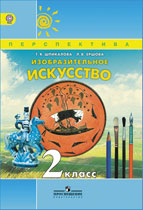 ПЕРСПЕКТИВА
Т. Я. ШПИКАЛОВА Л. В. ЕРШОВА
ИЗОБРАЗИТЕЛЬНОЕ
ИСКУССТВО
2 КЛАСС